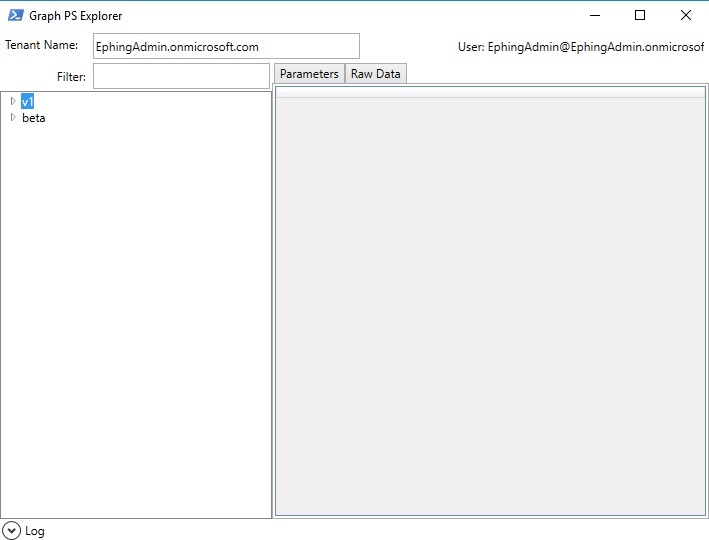 Graph PS Explorer
Tenant Name: EphingAdmin.onmicrosoft.com User: EphingAdmin@EphingAdmin.onmicrosof
Filter: Parameters Raw Data
v1
beta
Log